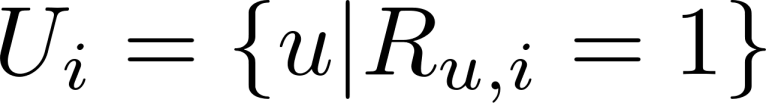 U_i = {u|R_{u,i} = 1}